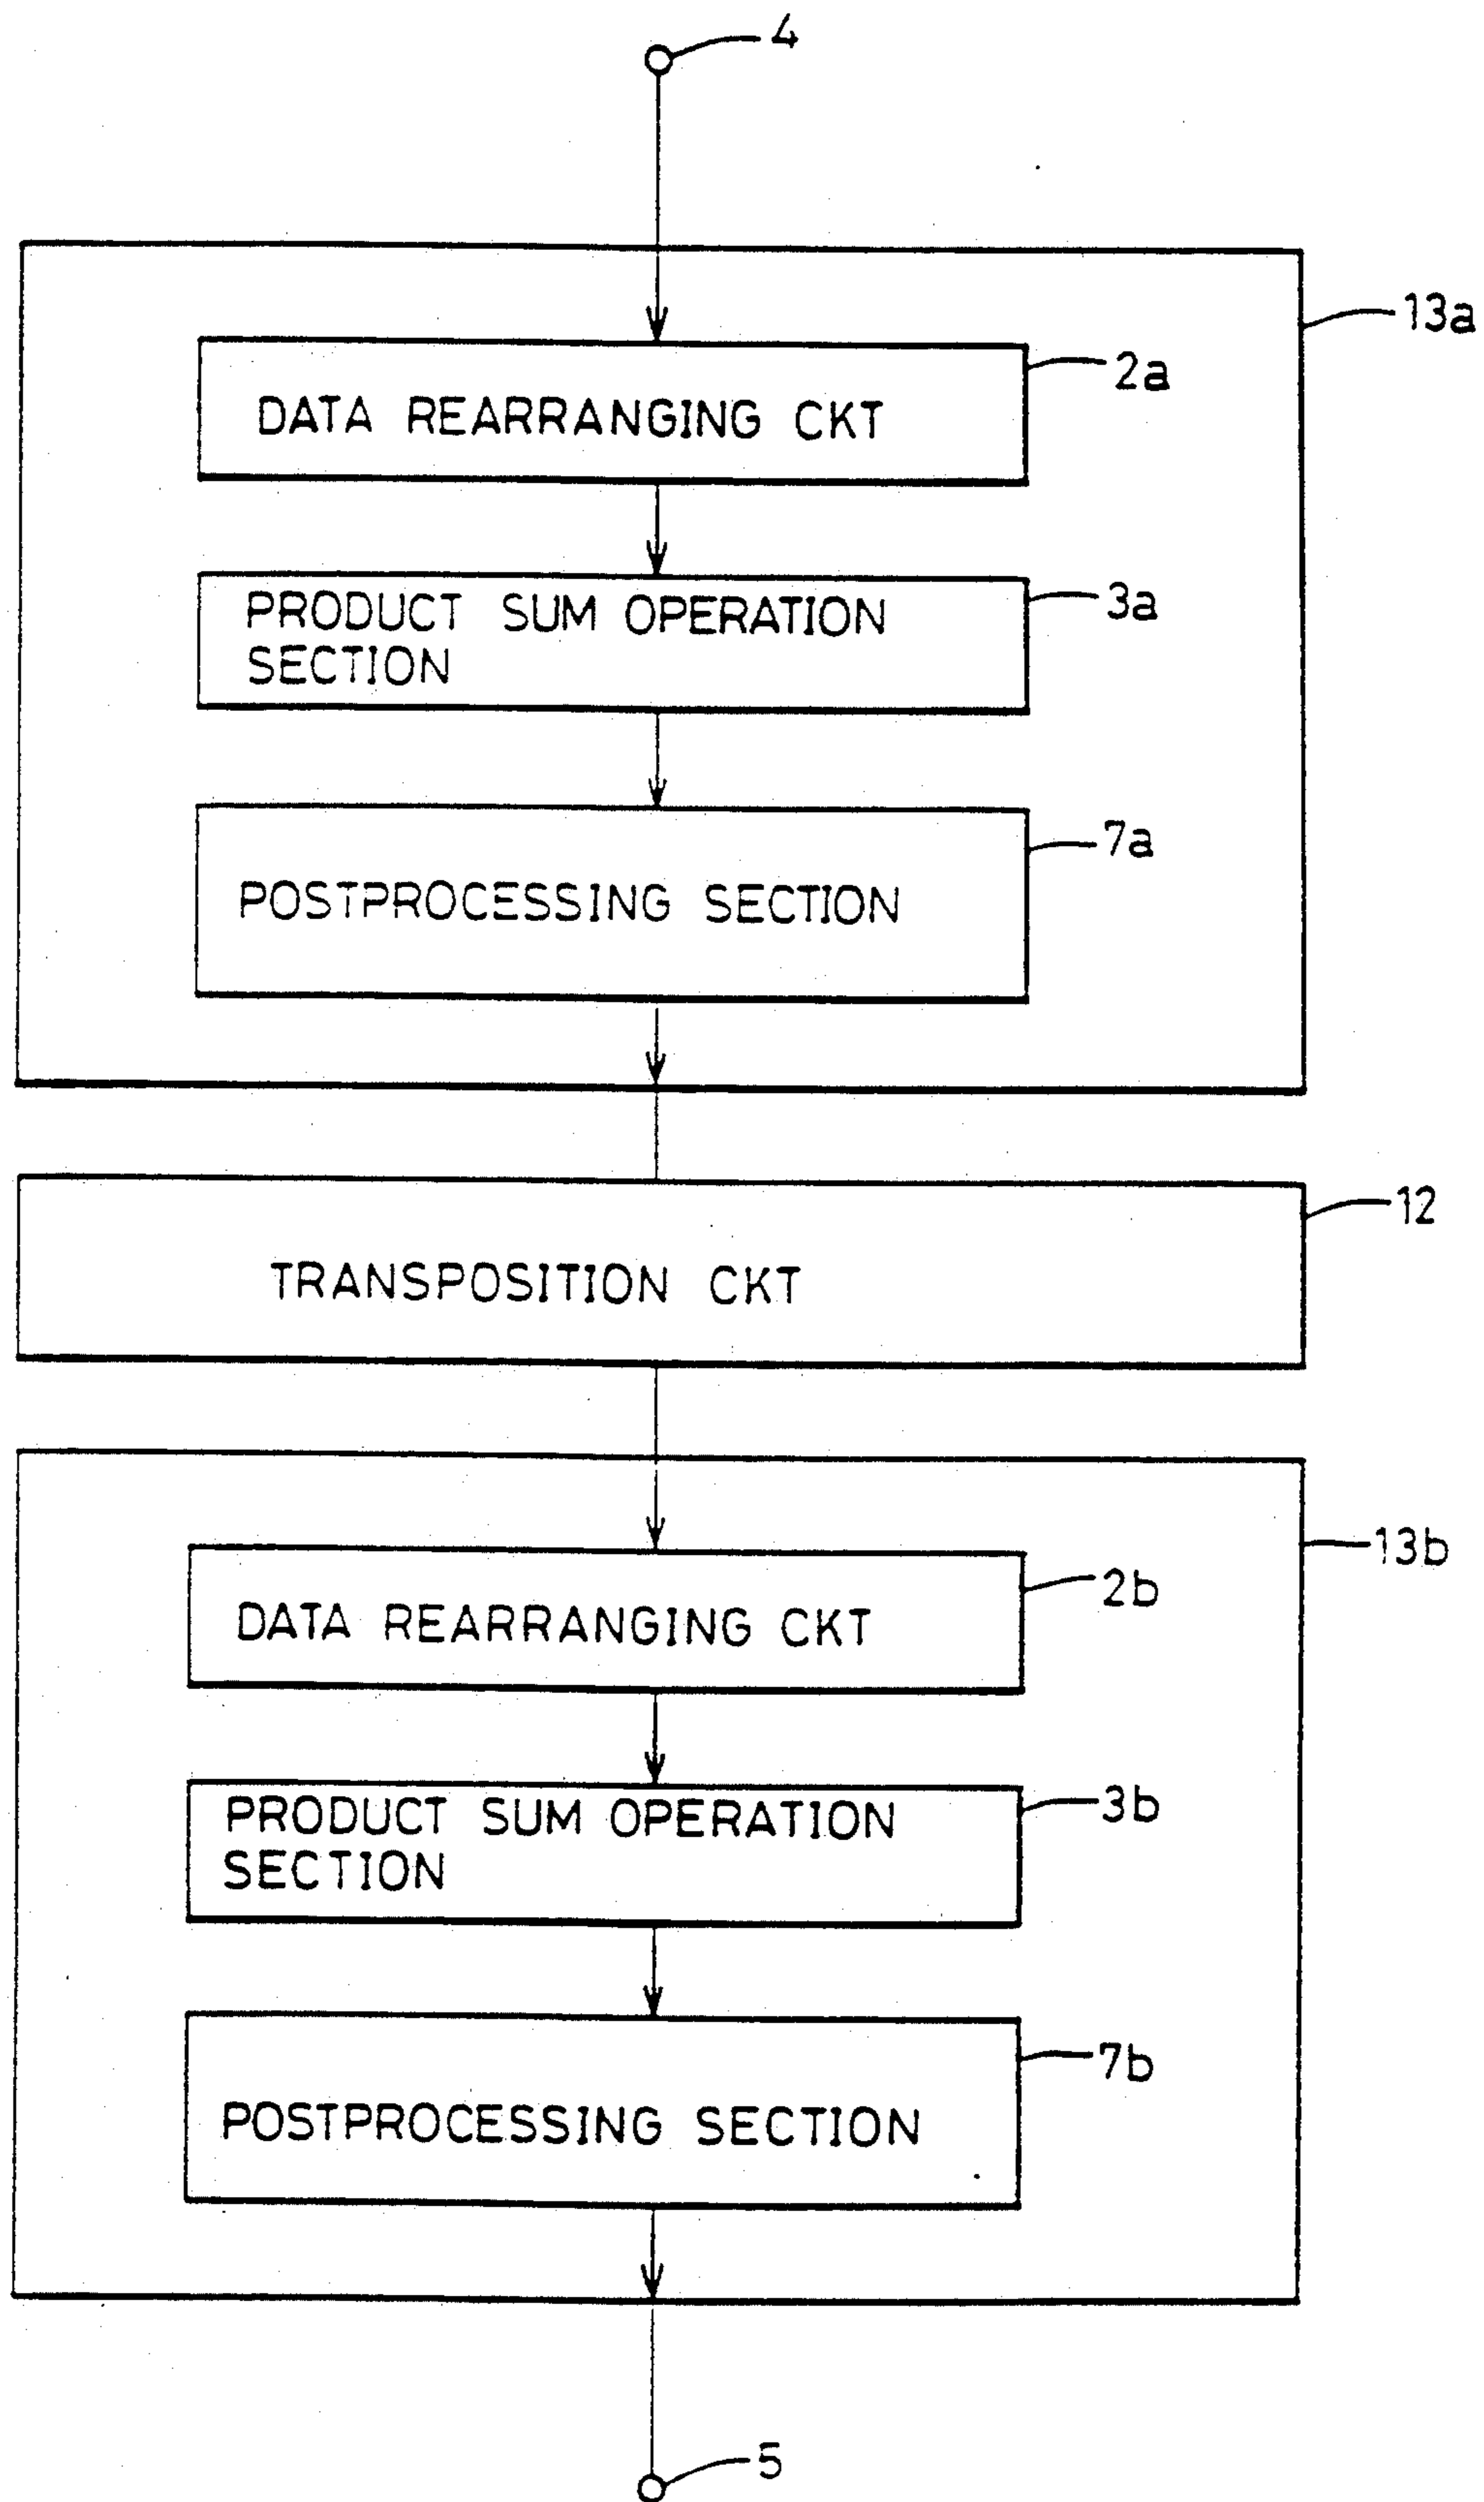 4
13a
2a
DATA REARRANGING CKT
3a
PRODUCT SUM OPERATION
SECTION
7a
POSTPROCESSING SECTION
12
TRANSPOSITION CKT
13b
2b
DATA REARRANGING CKT
3b
PRODUCT SUM OPERATION
SECTION
7b
POSTPROCESSING SECTION
5